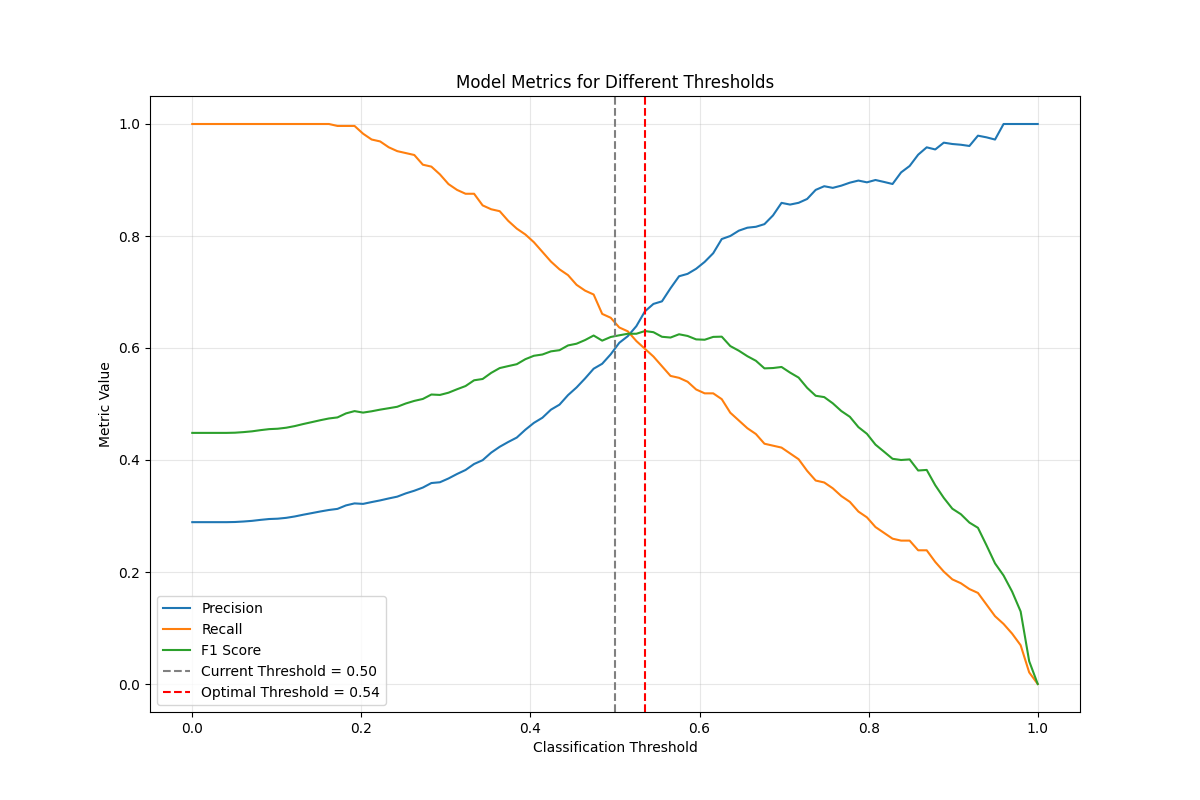 Model Metrics for Different Thresholds
Metric Value
1.0
0.8
0.6
0.4
0.2
0.0
Precision
Recall
F1 Score
Current Threshold = 0.50
Optimal Threshold = 0.54
0.0 0.2 0.4 0.6 0.8 1.0
Classification Threshold